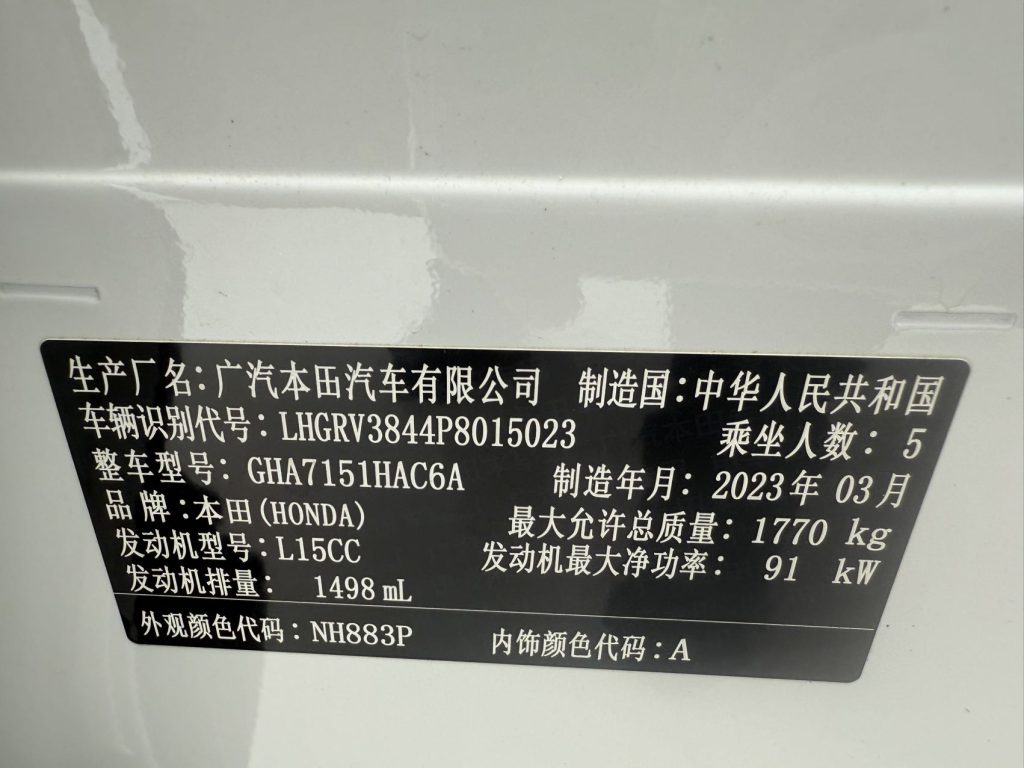 生产厂名：广汽本田汽车有限公司 制造国：中华人民共和国
车辆识别代号：LHGRV3844P8015023 乘坐人数：5
整车型号：GHA7151HAC6A 制造年月：2023年 03月
品牌：本田(HONDA) 最大允许总质量：1770 kg
发动机型号：L15CC 发动机最大净功率：91 kW
发动机排量：1498 mL
外观颜色代码：NH883P 内饰颜色代码：A